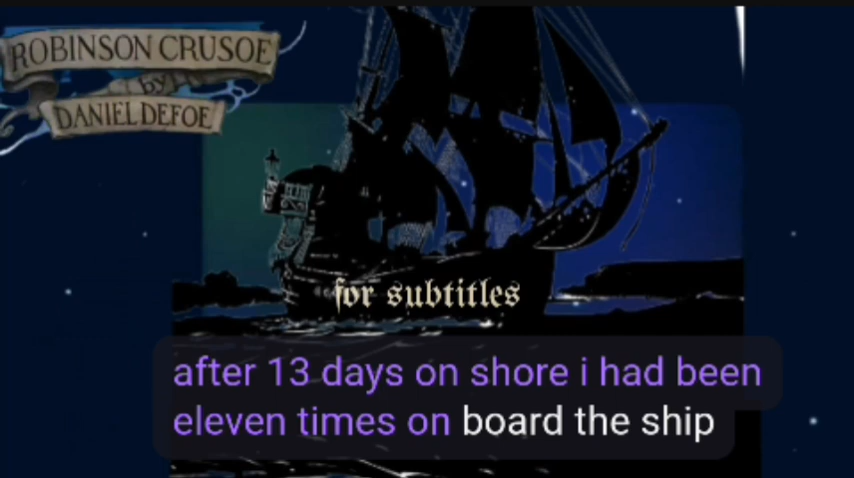 ROBINSON CRUSOE
by
DANIEL DEFOE
for subtitles
after 13 days on shore i had been
eleven times on board the ship